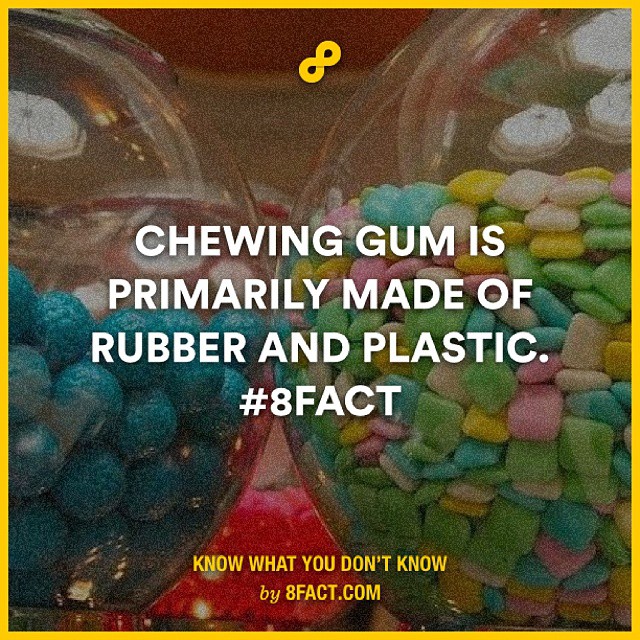 CHEWING GUM IS
PRIMARILY MADE OF
RUBBER AND PLASTIC.
#8FACT
KNOW WHAT YOU DON'T KNOW
by 8FACT.COM